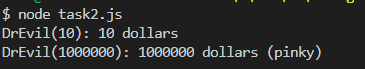 $ node task2.js
DrEvil(10): 10 dollars
DrEvil(1000000): 1000000 dollars (pinky)